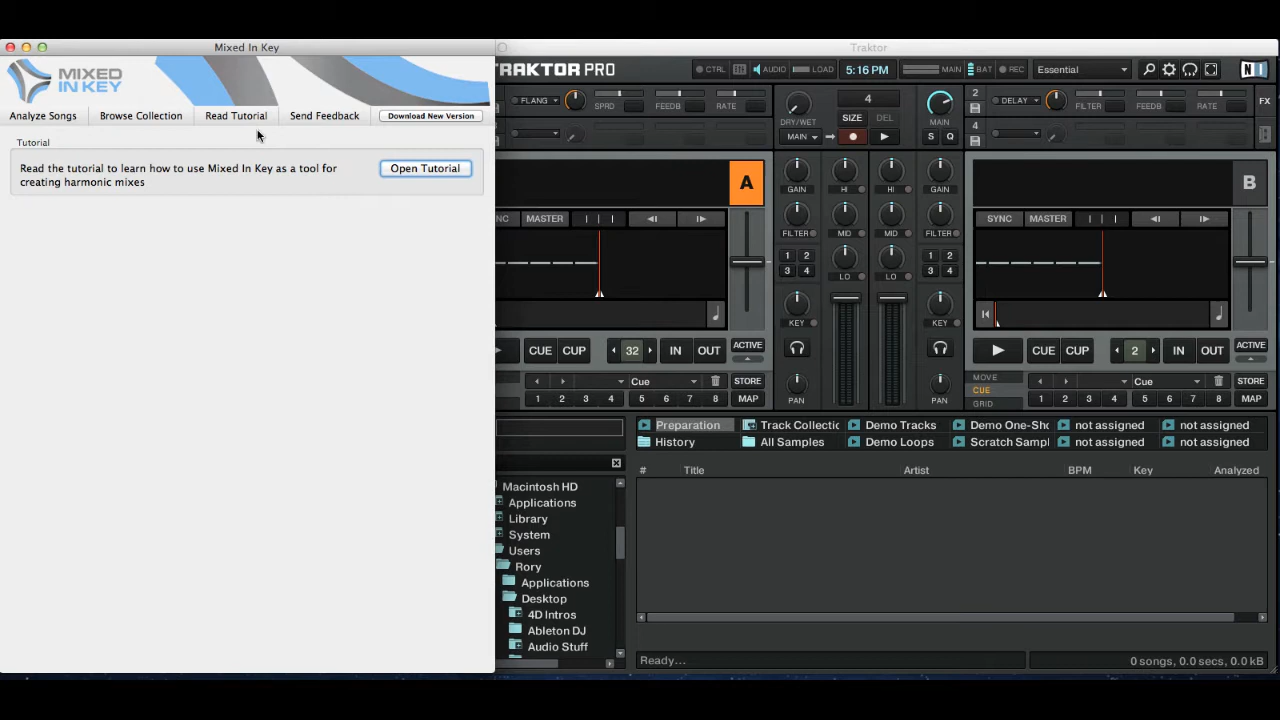 Mixed In Key
Traktor
MIXED IN KEY
Analyze Songs Browse Collection Read Tutorial Send Feedback Download New Version
Tutorial
Read the tutorial to learn how to use Mixed In Key as a tool for
creating harmonic mixes
Open Tutorial
TRAKTOR PRO CTRL AUDIO LOAD 5:16 PM MAIN BAT REC Essential
FLANG SPRD FEEDB RATE
4
SIZE DEL
DRY/WET
MAIN
MAIN S Q
2 DELAY FILTER FEEDB RATE FX
A
GAIN HI HI GAIN
B
MASTER
SYNC MASTER
FILTER MID MID FILTER
1 2
3 4
LO LO
1 2
3 4
KEY KEY
CUE CUP 32 IN OUT ACTIVE
CUE CUP 2 IN OUT ACTIVE
Cue STORE
1 2 3 4 5 6 7 8 MAP
PAN PAN
MOVE
CUE
GRID
Cue STORE
1 2 3 4 5 6 7 8 MAP
Preparation Track Collectic Demo Tracks Demo One-Sho not assigned not assigned
History All Samples Demo Loops Scratch Sampl not assigned not assigned
# Title Artist BPM Key Analyzed
Macintosh HD
Applications
Library
System
Users
Rory
Applications
Desktop
4D Intros
Ableton DJ
Audio Stuff
Ready...
0 songs, 0.0 secs, 0.0 kB